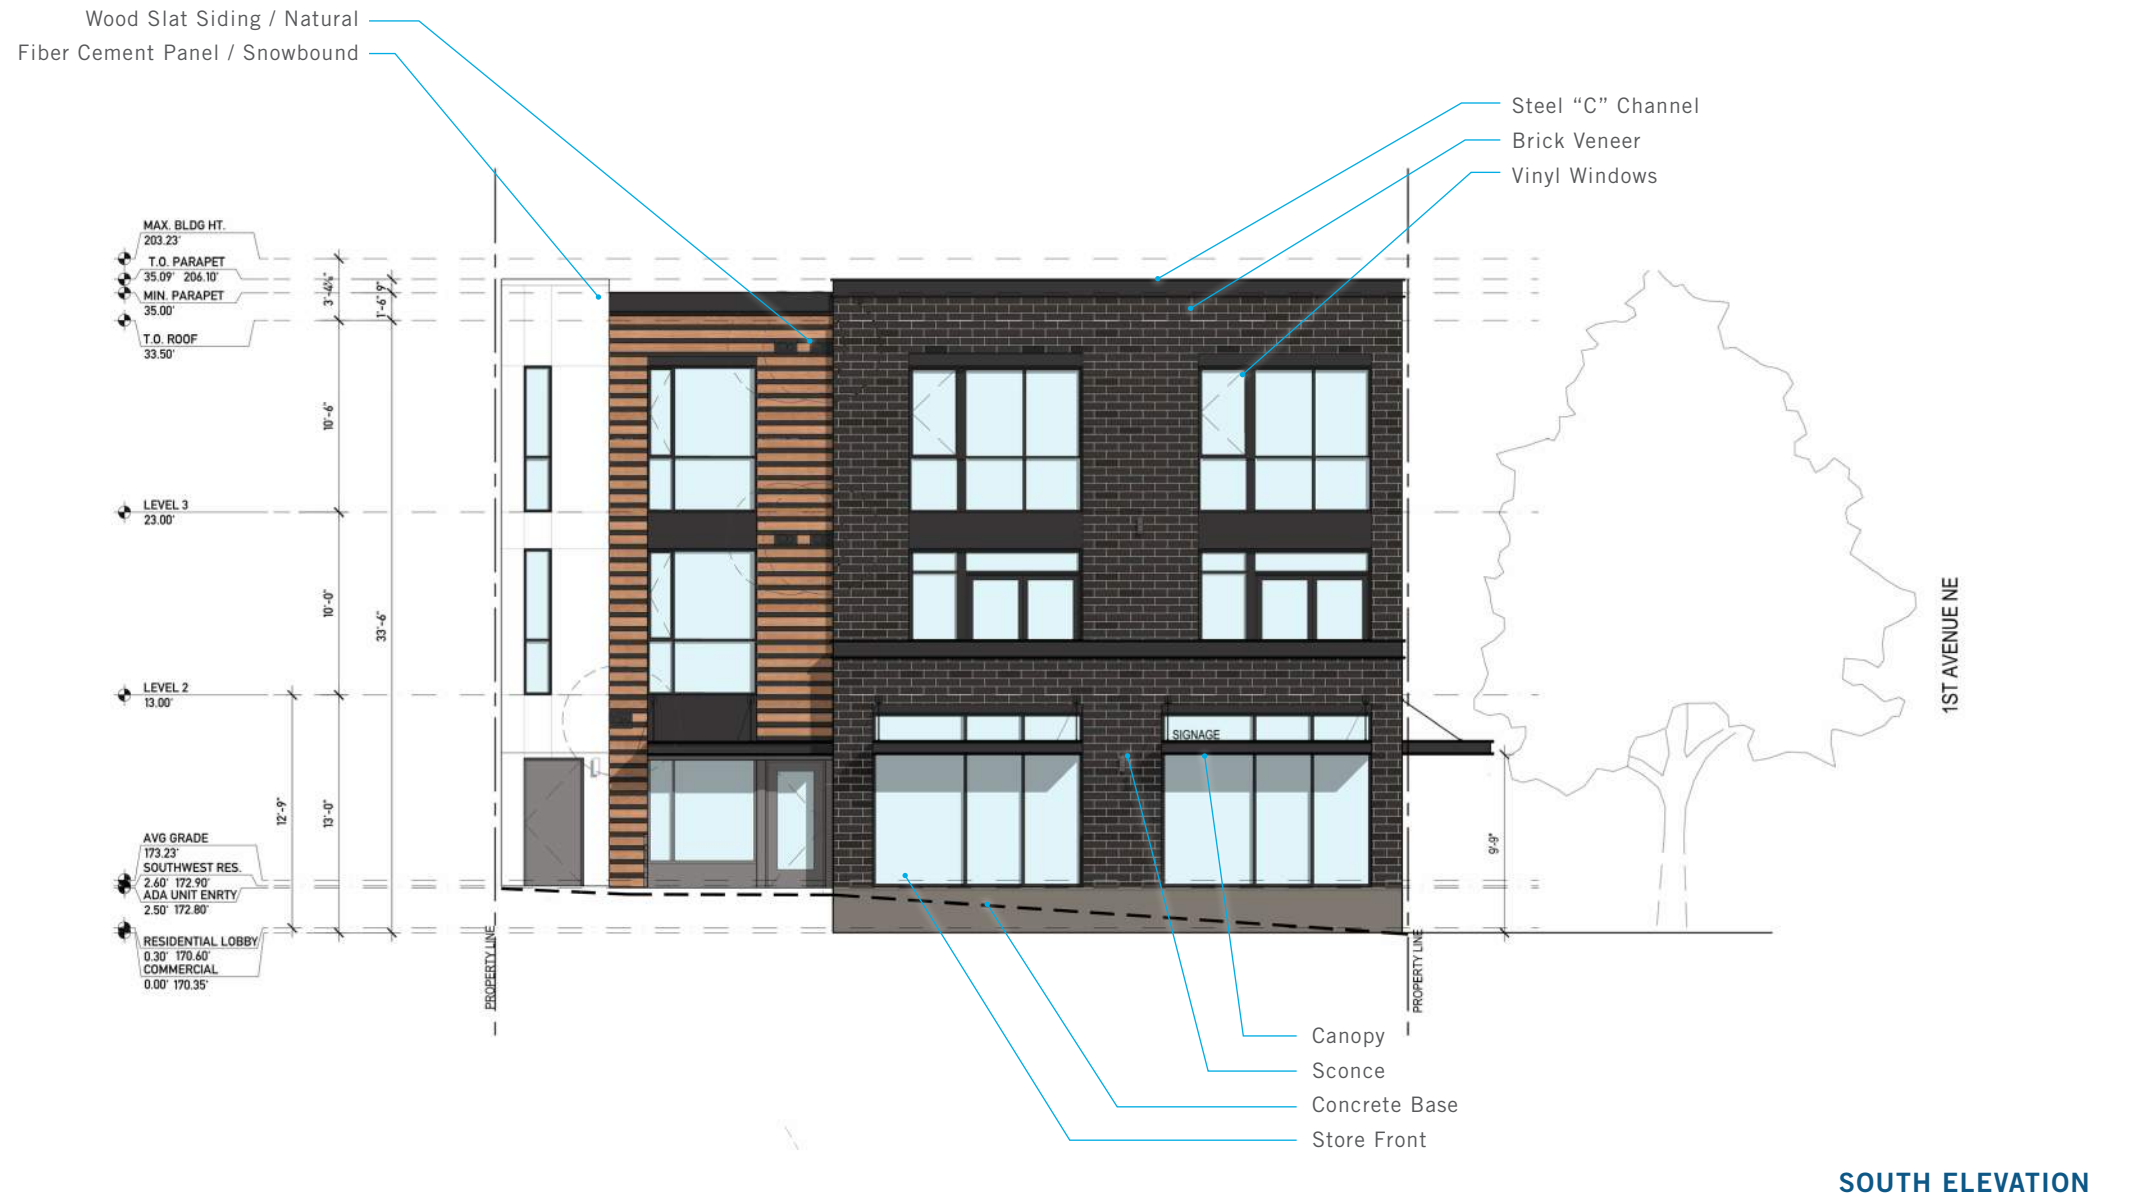 Wood Slat Siding / Natural
Fiber Cement Panel / Snowbound
Steel “C” Channel
Brick Veneer
Vinyl Windows
MAX. BLDG HT.
203.23'
T.O. PARAPET
35.09' 206.10'
MIN. PARAPET
35.00'
T.O. ROOF
33.50'
LEVEL 3
23.00'
LEVEL 2
13.00'
AVG GRADE
173.23'
SOUTHWEST RES.
2.60' 172.90'
ADA UNIT ENRTY
2.50' 172.80'
RESIDENTIAL LOBBY
0.30' 170.60'
COMMERCIAL
0.00' 170.35'
1'-6"
9"
10'-6"
10'-0"
33'-6"
12'-9"
13'-0"
SIGNAGE
9'-9"
1ST AVENUE NE
PROPERTY LINE
PROPERTY LINE
Canopy
Sconce
Concrete Base
Store Front
SOUTH ELEVATION